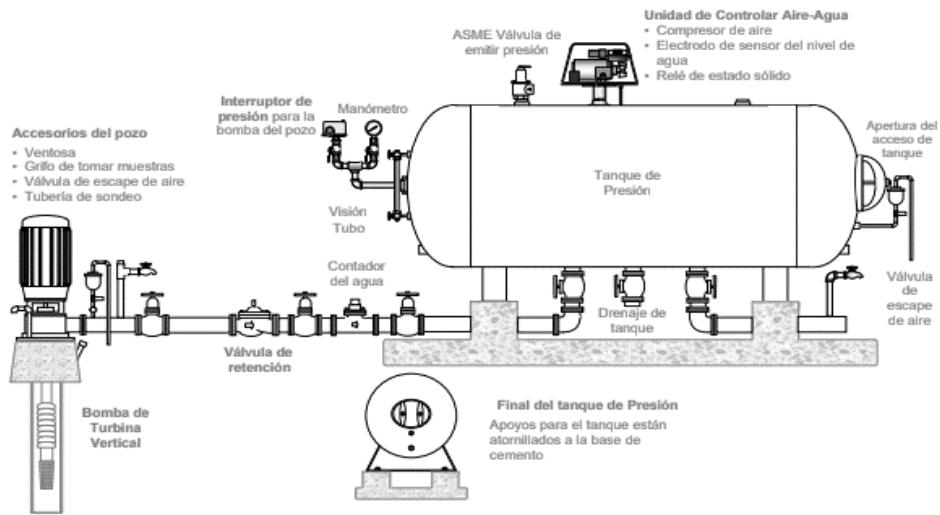 Unidad de Controlar Aire-Agua
• Compresor de aire
• Electrodo de sensor del nivel de
agua
• Relé de estado sólido
ASME Válvula de
emitir presión
Interruptor de
presión para la
bomba del pozo
Manómetro
Accesorios del pozo
• Ventosa
• Grifo de tomar muestras
• Válvula de escape de aire
• Tubería de sondeo
Apertura del
acceso de
tanque
Tanque de
Presión
Visión
Tubo
Contador
del agua
Válvula
de
escape
de aire
Drenaje de
tanque
Válvula de
retención
Bomba de
Turbina
Vertical
Final del tanque de Presión
Apoyos para el tanque están
atornillados a la base de
cemento